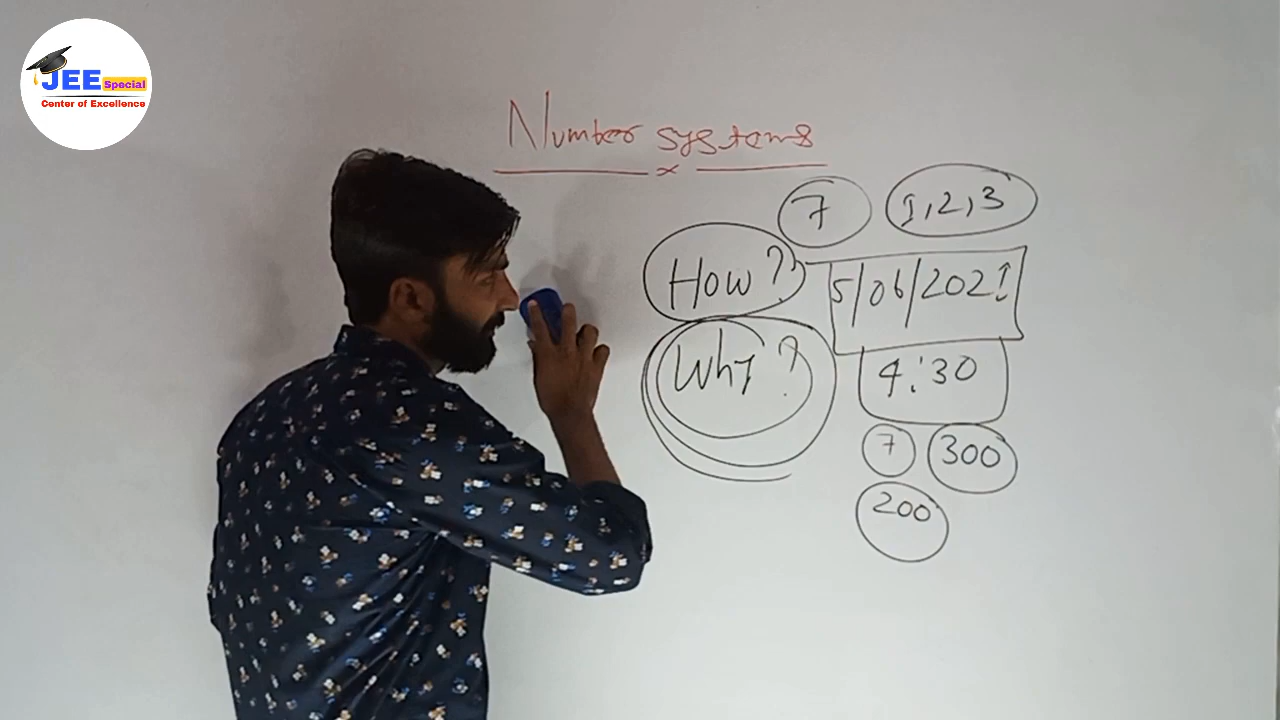 JEE Special
Center of Excellence
Number systems
7 1,2,3
How? 5/06/2021
Why? 4:30
7 300
200